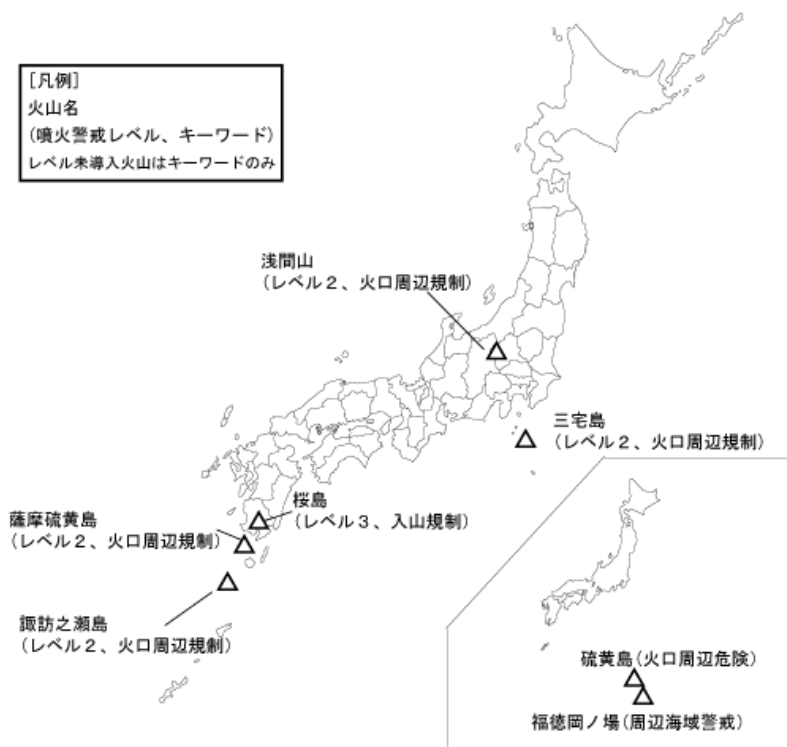 [凡例]
火山名
(噴火警戒レベル、キーワード)
レベル未導入火山はキーワードのみ
浅間山
(レベル2、火口周辺規制)
三宅島
(レベル2、火口周辺規制)
桜島
(レベル3、入山規制)
薩摩硫黄島
(レベル2、火口周辺規制)
諏訪之瀬島
(レベル2、火口周辺規制)
硫黄島(火口周辺危険)
福徳岡ノ場(周辺海域警戒)